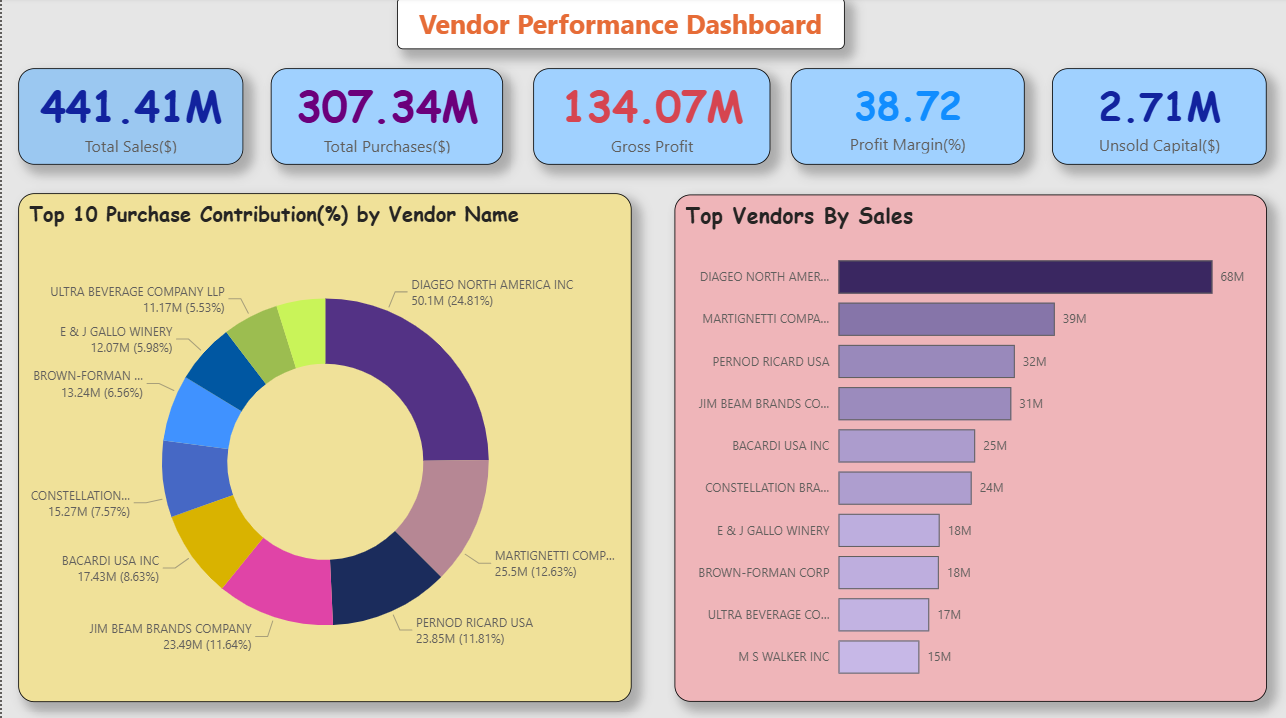 Vendor Performance Dashboard
441.41M
Total Sales($)
307.34M
Total Purchases($)
134.07M
Gross Profit
38.72
Profit Margin(%)
2.71M
Unsold Capital($)
Top 10 Purchase Contribution(%) by Vendor Name
DIAGEO NORTH AMERICA INC
50.1M (24.81%)
MARTIGNETTI COMP...
25.5M (12.63%)
PERNOD RICARD USA
23.85M (11.81%)
JIM BEAM BRANDS COMPANY
23.49M (11.64%)
BACARDI USA INC
17.43M (8.63%)
CONSTELLATION...
15.27M (7.57%)
BROWN-FORMAN ...
13.24M (6.56%)
E & J GALLO WINERY
12.07M (5.98%)
ULTRA BEVERAGE COMPANY LLP
11.17M (5.53%)
Top Vendors By Sales
DIAGEO NORTH AMER... 68M
MARTIGNETTI COMPA... 39M
PERNOD RICARD USA 32M
JIM BEAM BRANDS CO... 31M
BACARDI USA INC 25M
CONSTELLATION BRA... 24M
E & J GALLO WINERY 18M
BROWN-FORMAN CORP 18M
ULTRA BEVERAGE CO... 17M
M S WALKER INC 15M